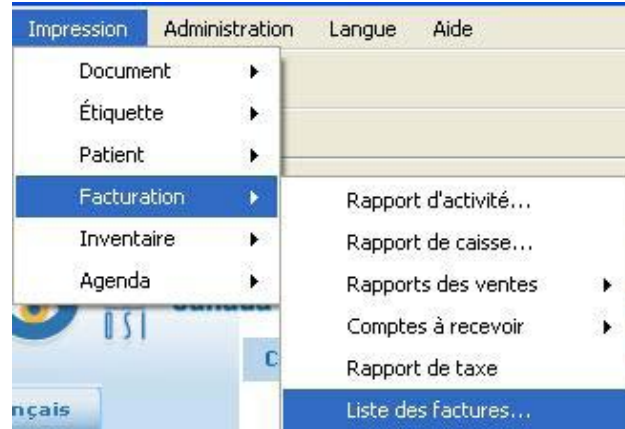 Impression Administration Langue Aide
Document
Étiquette
Patient
Facturation
Inventaire
Agenda
Rapport d'activité...
Rapport de caisse...
Rapports des ventes
Comptes à recevoir
Rapport de taxe
Liste des factures...
OSI
nçais